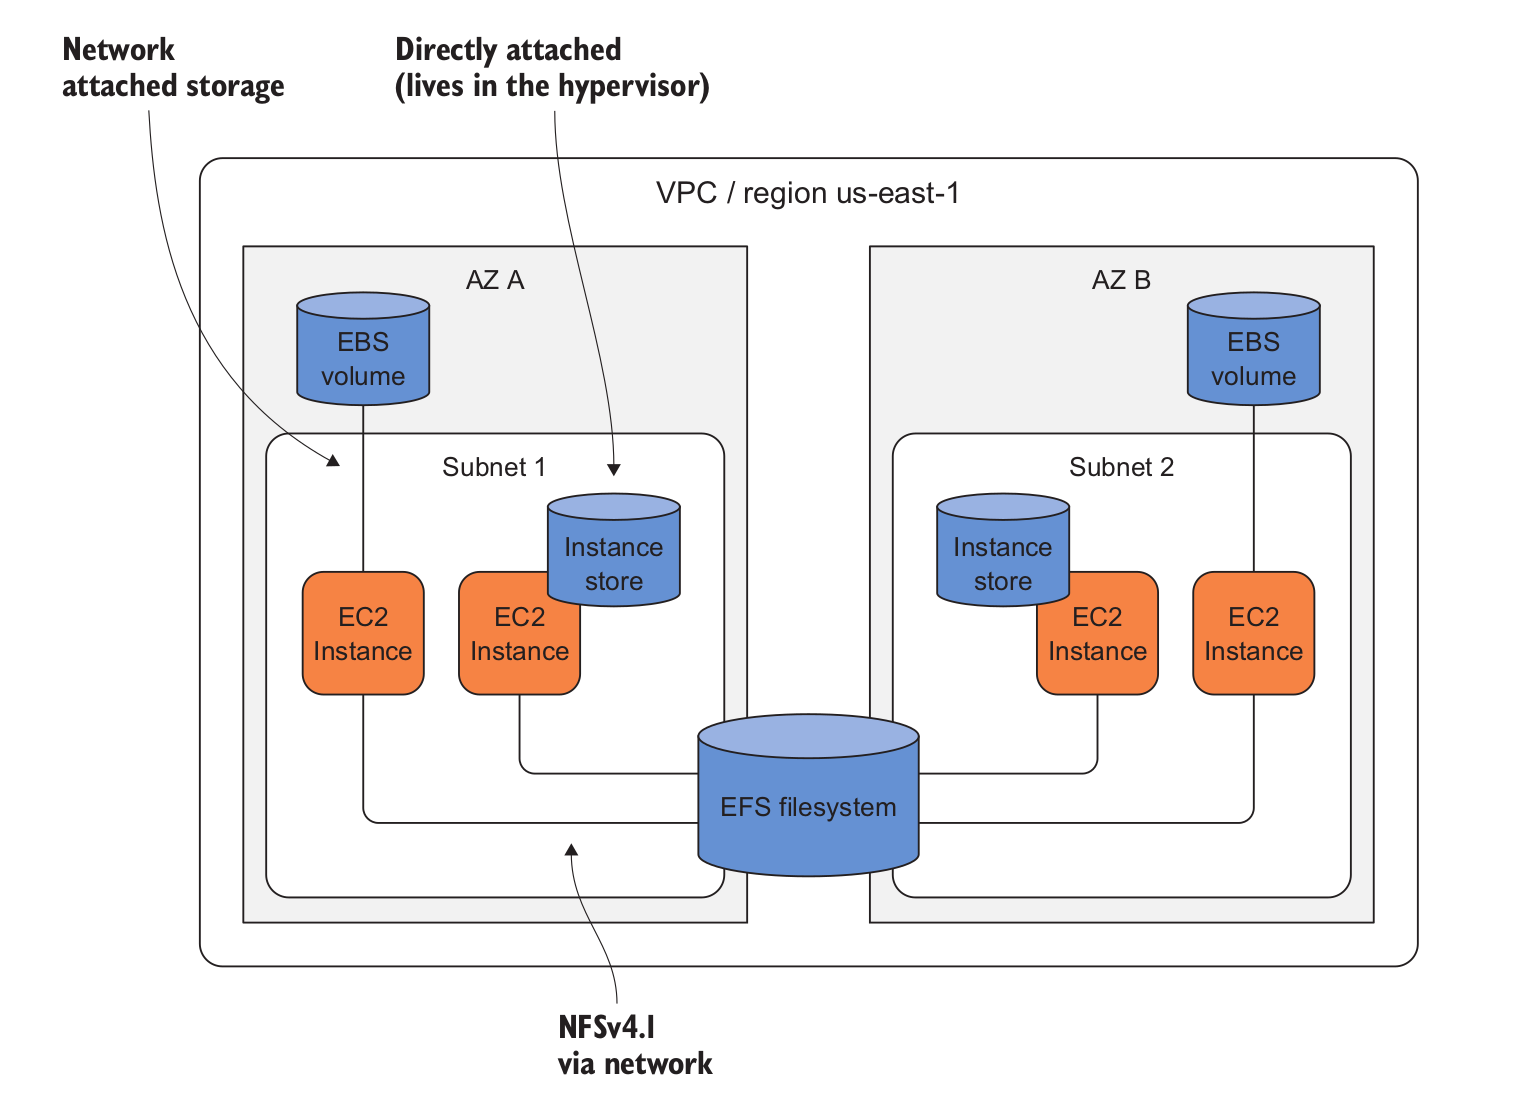 Network
attached storage
Directly attached
(lives in the hypervisor)
VPC / region us-east-1
AZ A
EBS
volume
Subnet 1
Instance
store
EC2
Instance
EC2
Instance
AZ B
EBS
volume
Subnet 2
Instance
store
EC2
Instance
EC2
Instance
EFS filesystem
NFSv4.1
via network